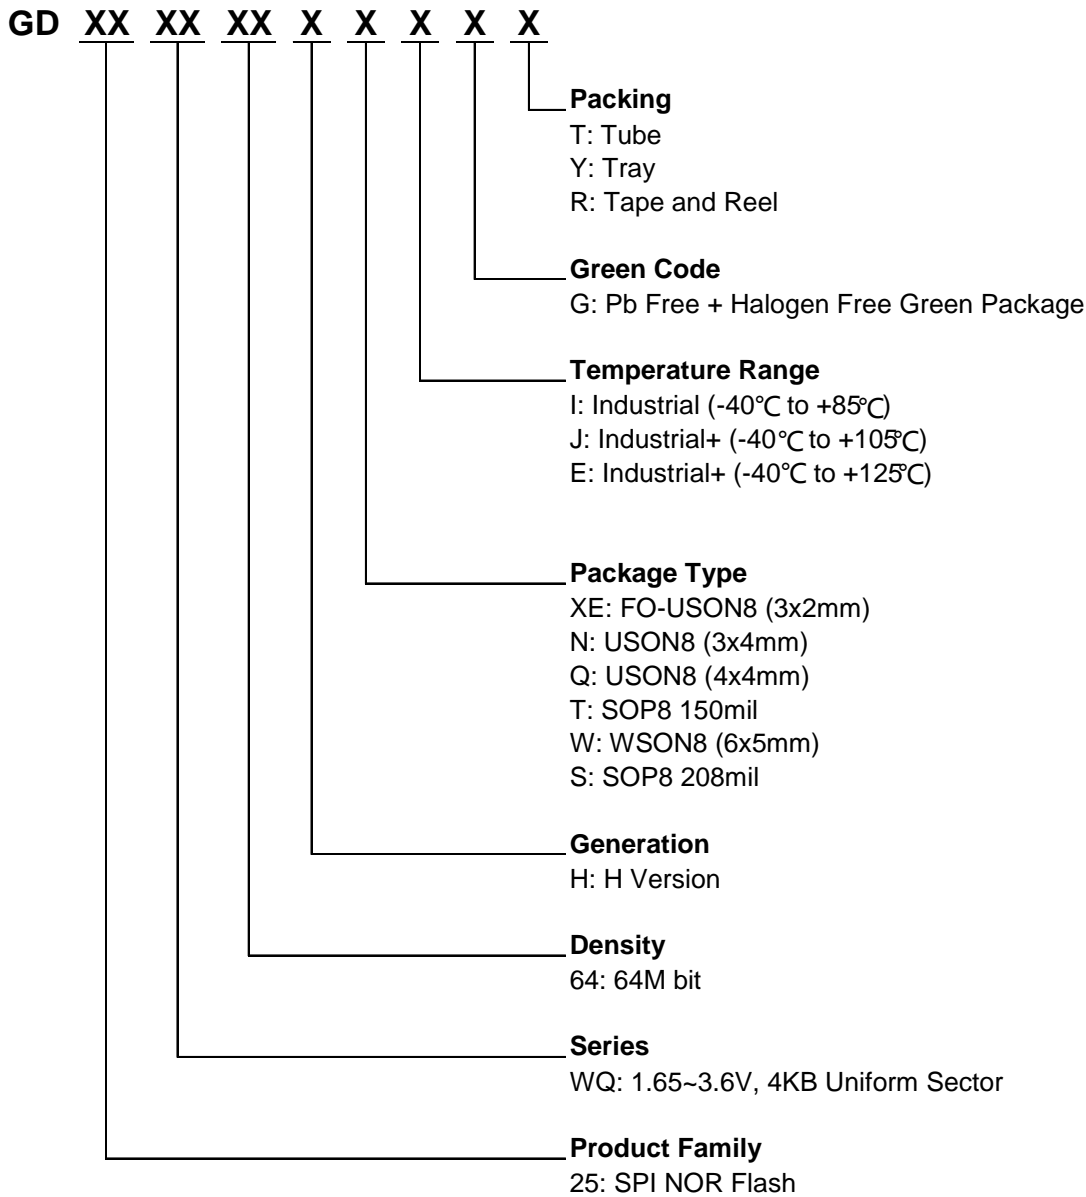 GD XX XX XX X X X X X
Packing
T: Tube
Y: Tray
R: Tape and Reel
Green Code
G: Pb Free + Halogen Free Green Package
Temperature Range
I: Industrial (-40℃ to +85℃)
J: Industrial+ (-40℃ to +105℃)
E: Industrial+ (-40℃ to +125℃)
Package Type
XE: FO-USON8 (3x2mm)
N: USON8 (3x4mm)
Q: USON8 (4x4mm)
T: SOP8 150mil
W: WSON8 (6x5mm)
S: SOP8 208mil
Generation
H: H Version
Density
64: 64M bit
Series
WQ: 1.65~3.6V, 4KB Uniform Sector
Product Family
25: SPI NOR Flash